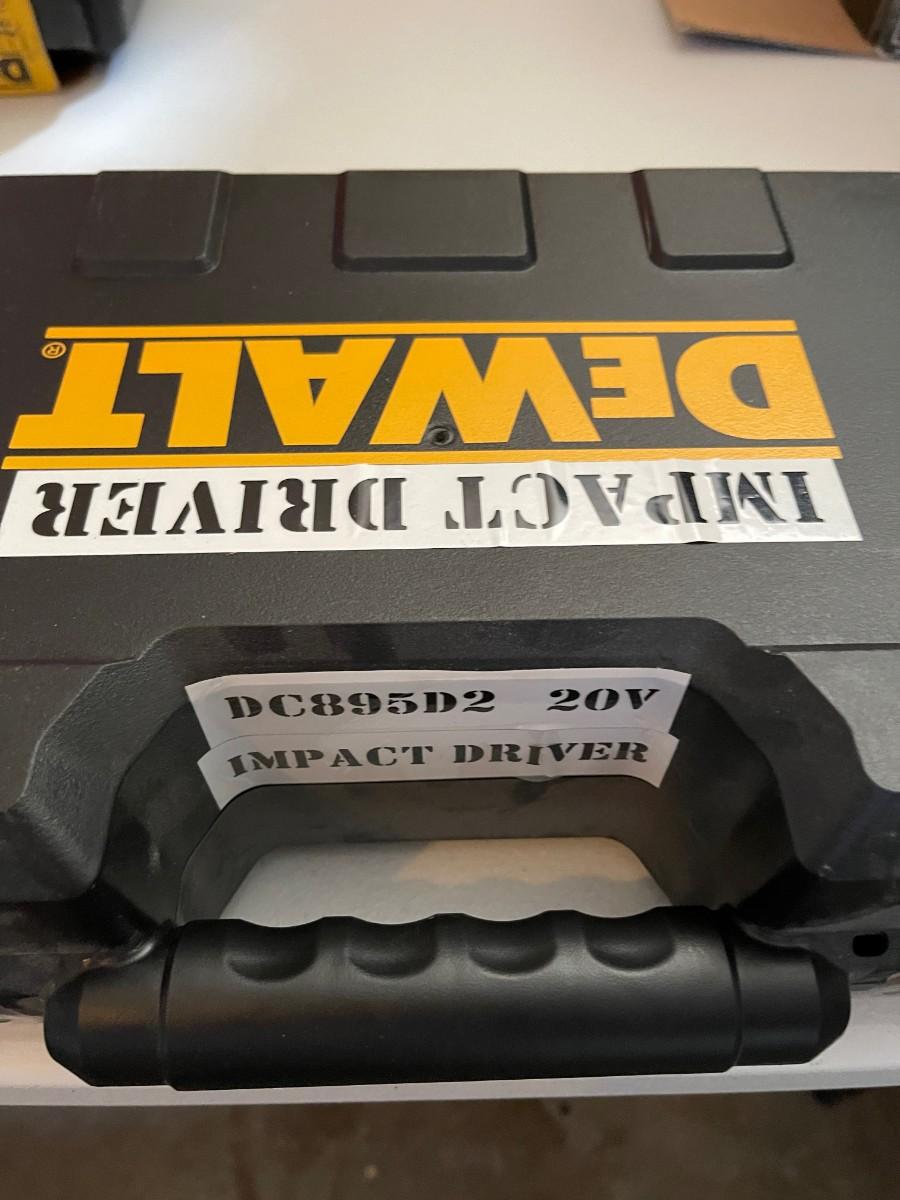 DEWALT®
IMPACT DRIVER
DC895D2 20V
IMPACT DRIVER